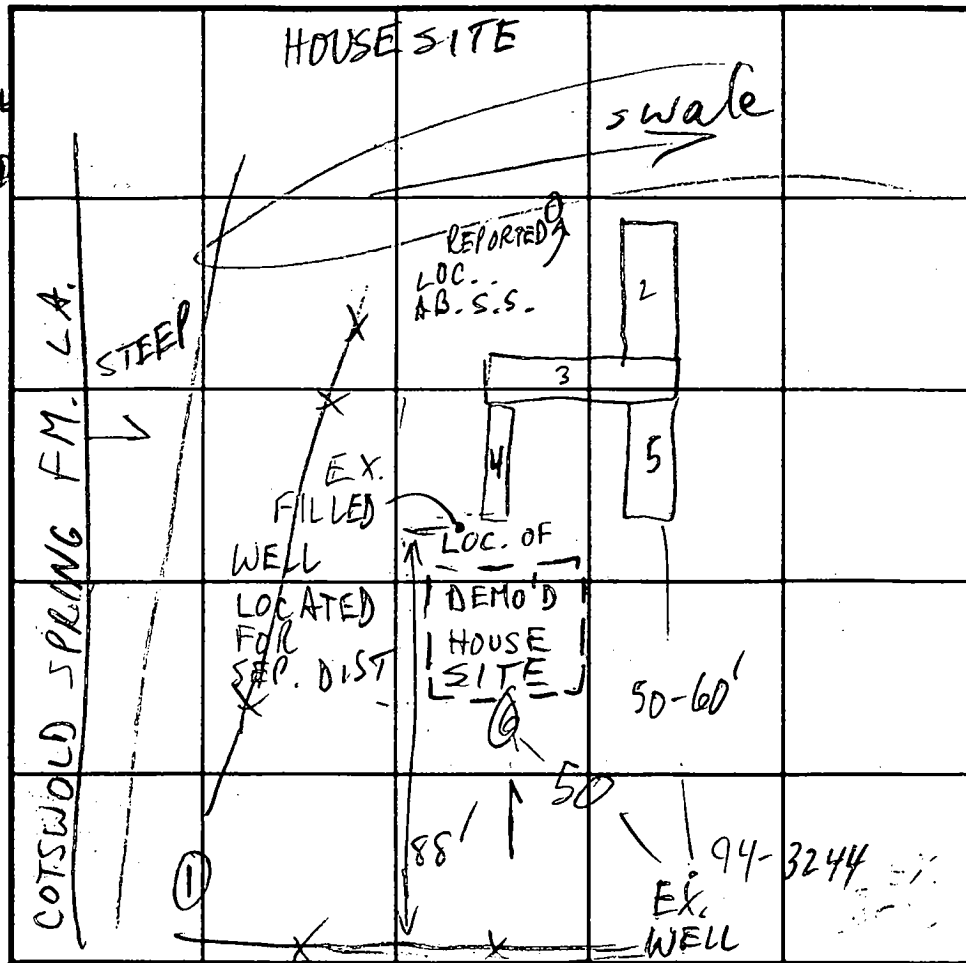 HOUSE SITE
swale
REPORTED
LOC..
AB. S.S.
2
STEEP
3
COTSWOLD SPRING FM. LA.
4
5
EX.
FILLED
WELL
LOCATED
FOR
SEP. DIST
LOC. OF
DEMO'D
HOUSE
SITE
50-60'
50
88'
1
94-3244
EX.
WELL